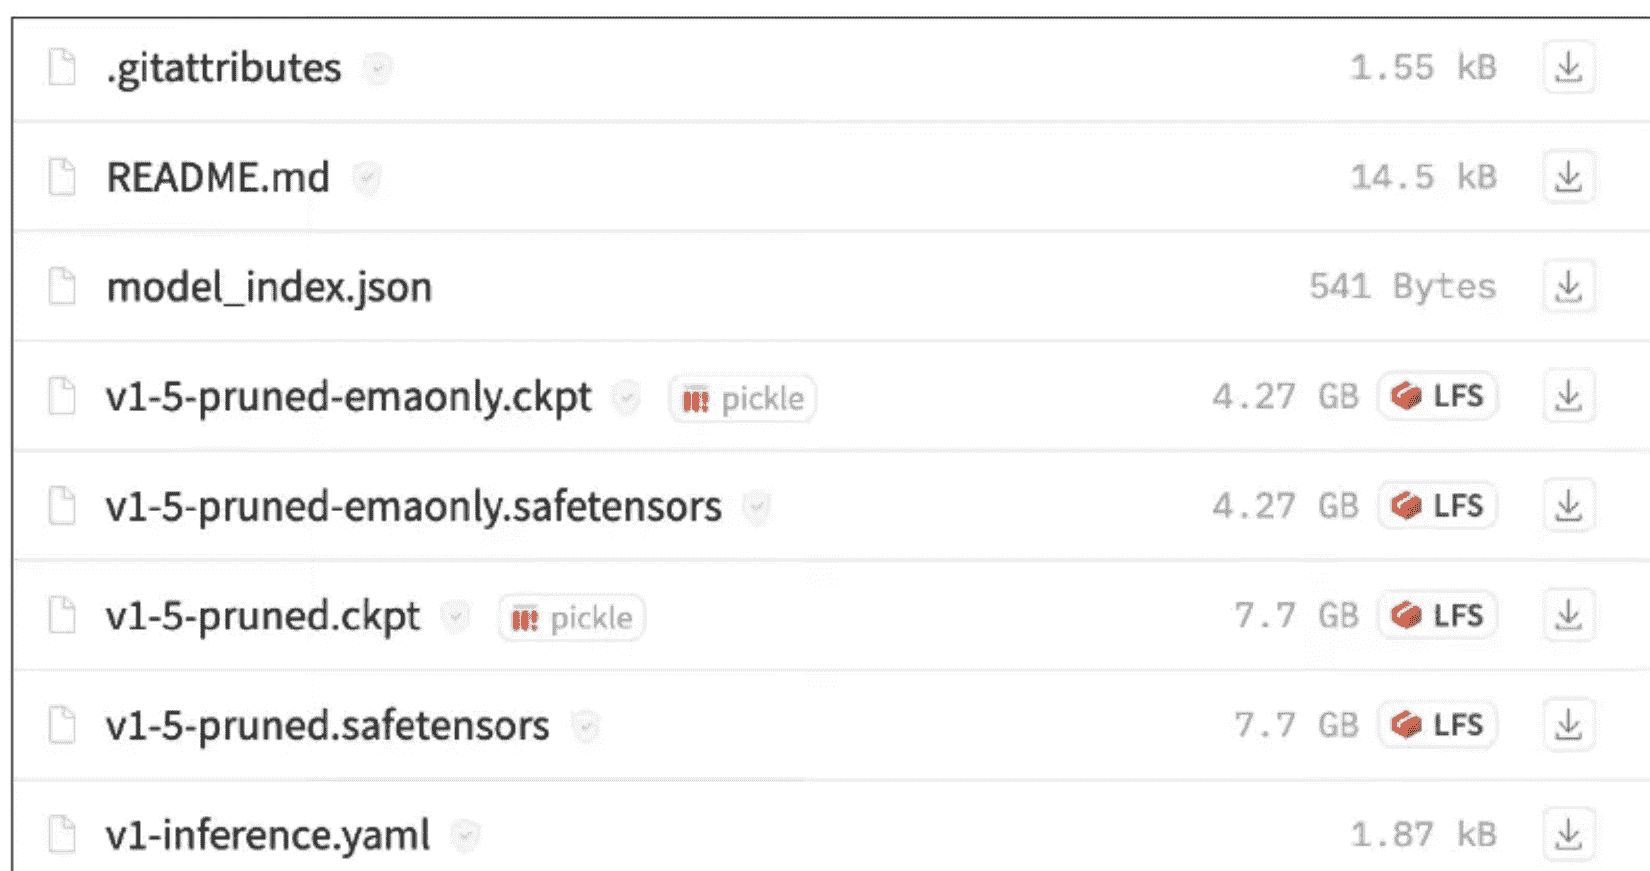 .gitattributes 1.55 kB
README.md 14.5 kB
model_index.json 541 Bytes
v1-5-pruned-emaonly.ckpt pickle 4.27 GB LFS
v1-5-pruned-emaonly.safetensors 4.27 GB LFS
v1-5-pruned.ckpt pickle 7.7 GB LFS
v1-5-pruned.safetensors 7.7 GB LFS
v1-inference.yaml 1.87 kB